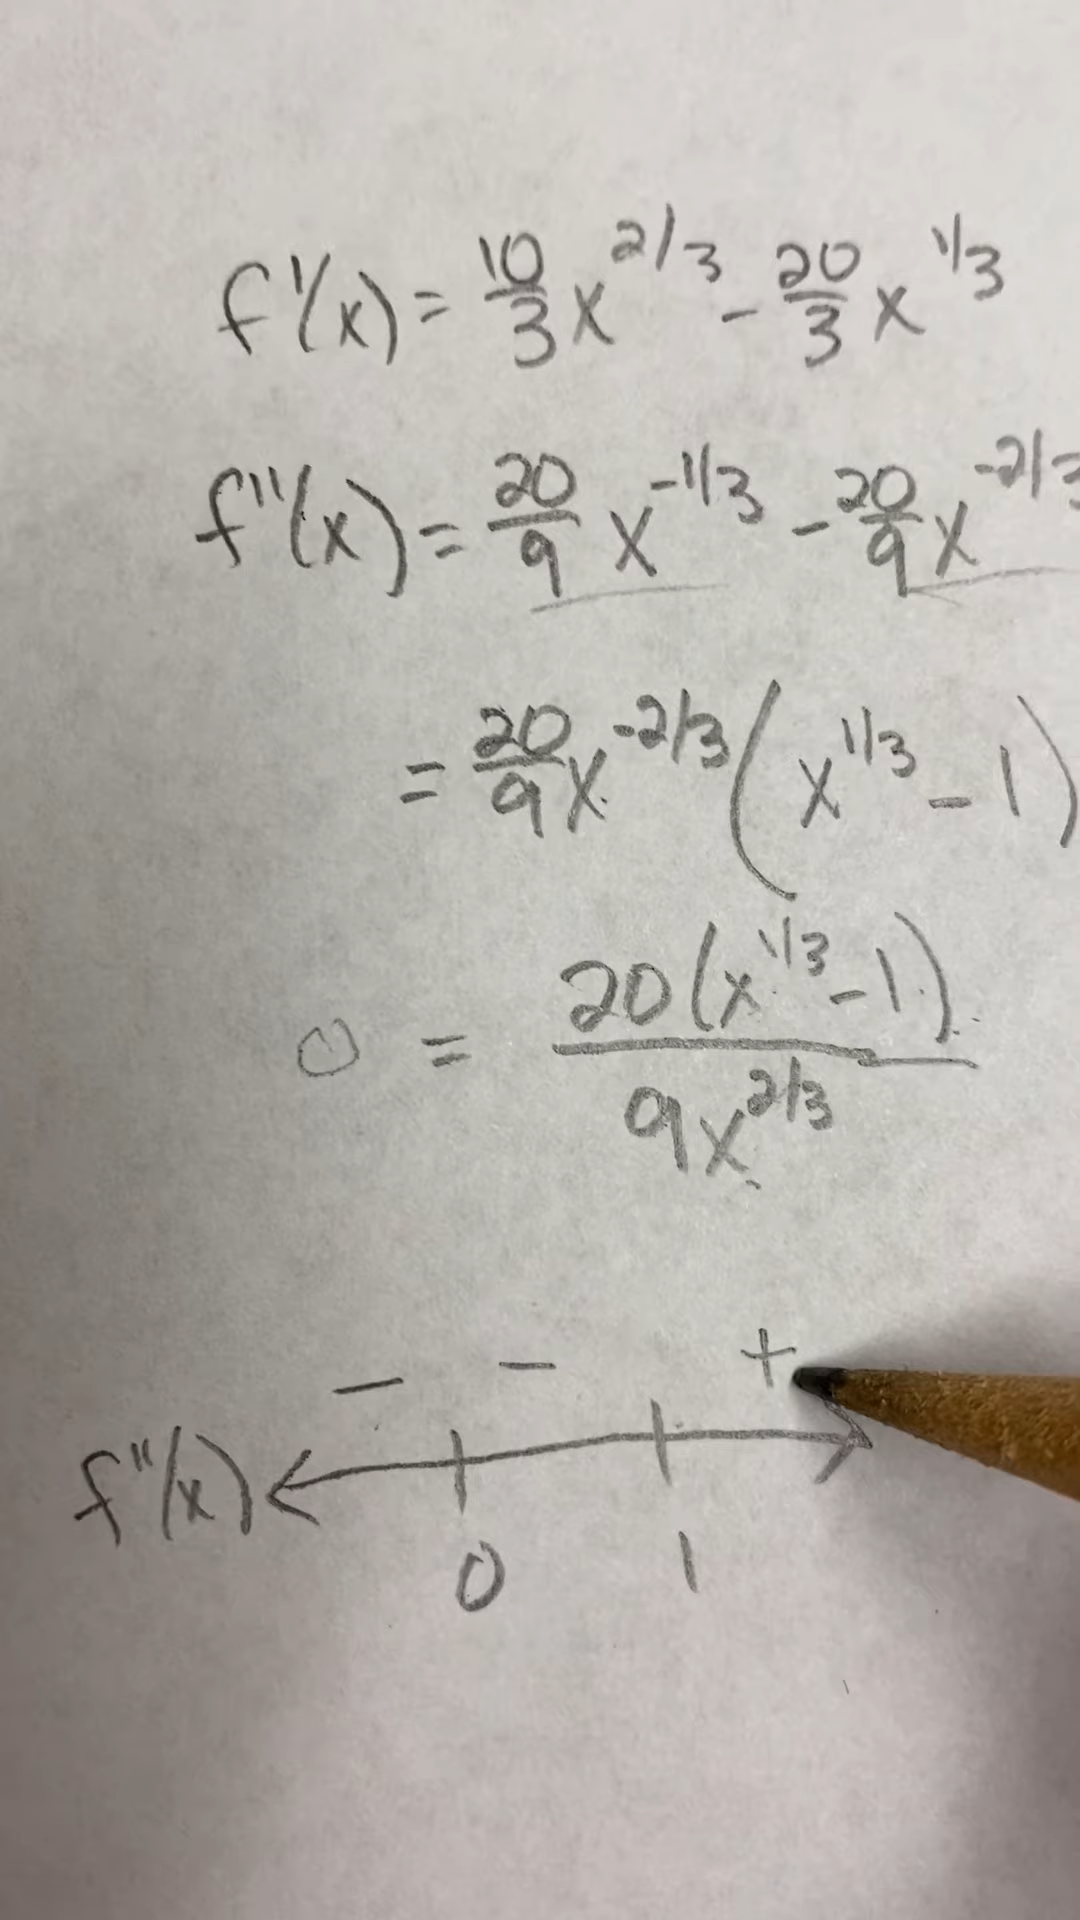 f'(x) = 10/3 x^2/3 - 20/3 x^1/3
f''(x) = 20/9 x^-1/3 - 20/9 x^-2/3
= 20/9 x^-2/3 (x^1/3 - 1)
0 = 20(x^1/3 - 1) / 9x^2/3
− − +
f''(x)
0 1